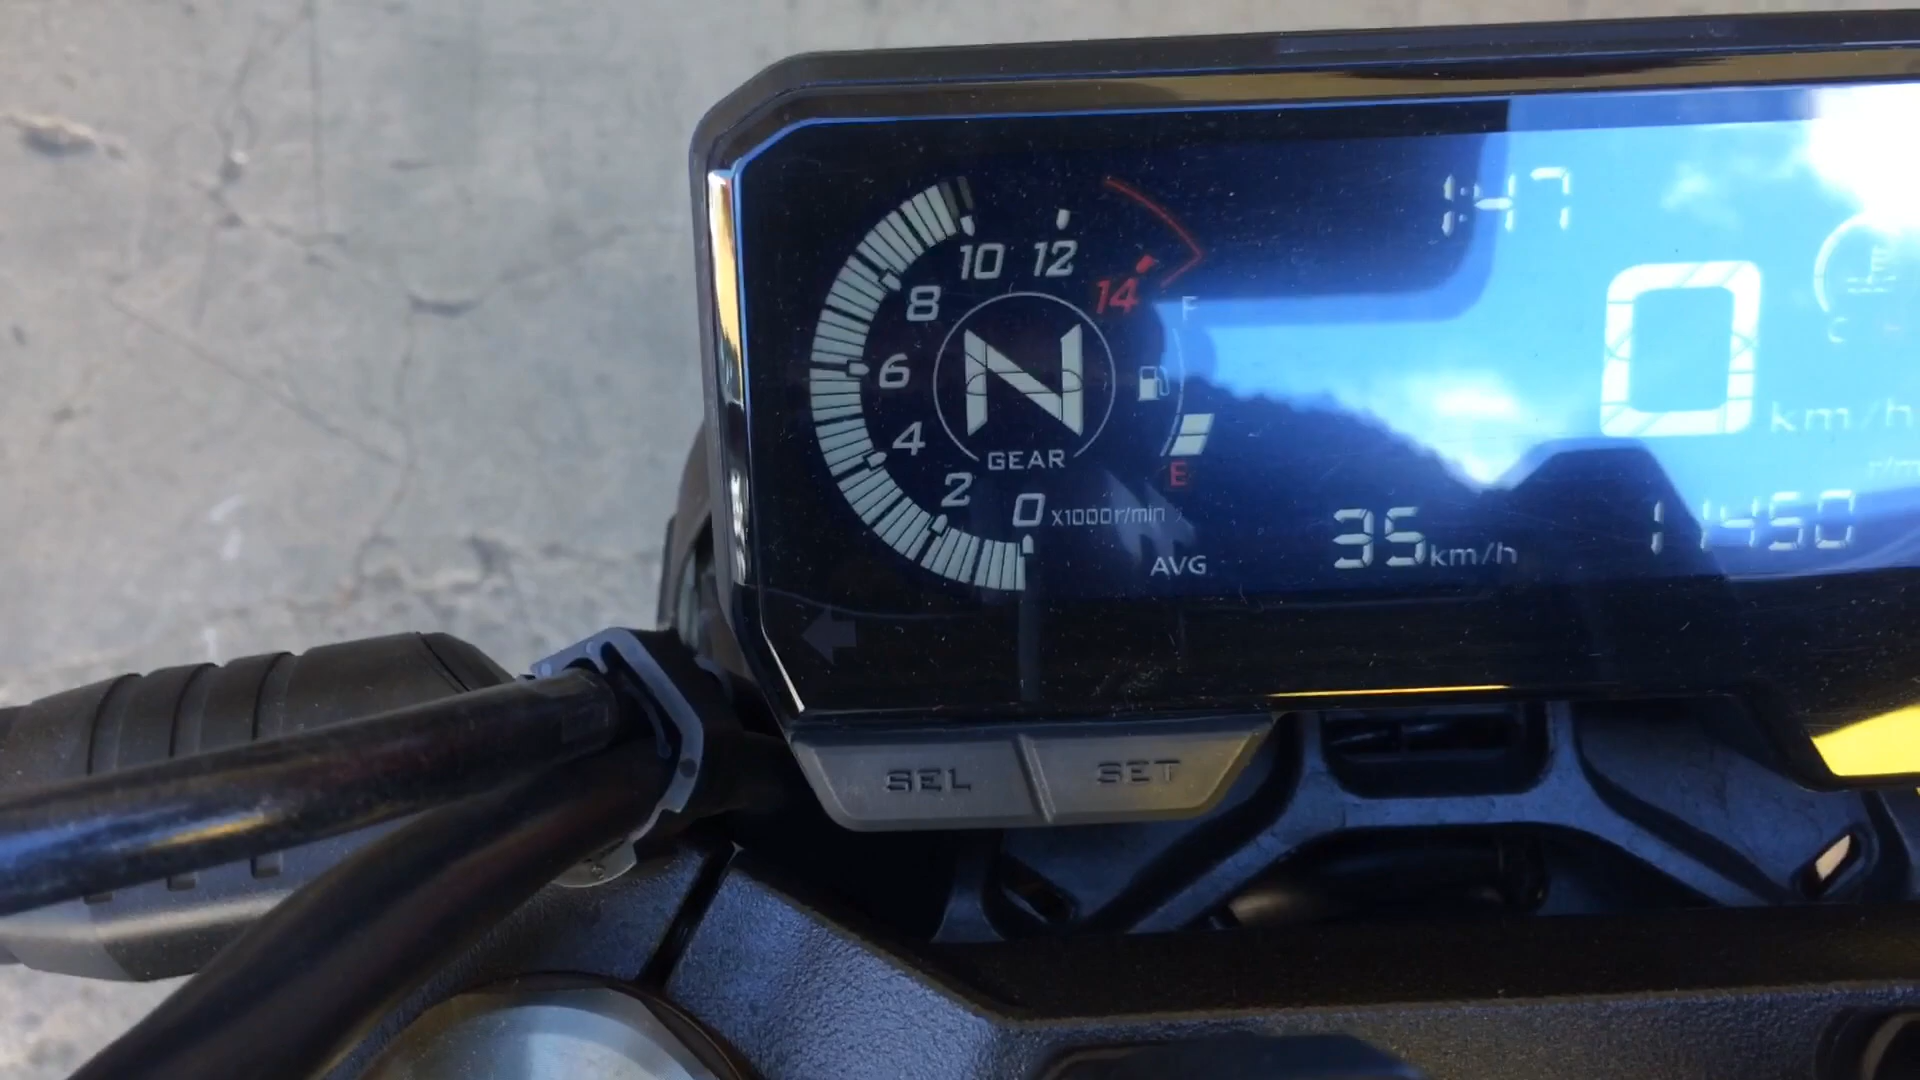 1:47
10 12
8
14
F
6
N
0
km/h
C
4
GEAR
2
E
0 X1000r/min
AVG
35km/h
11450
SEL SET